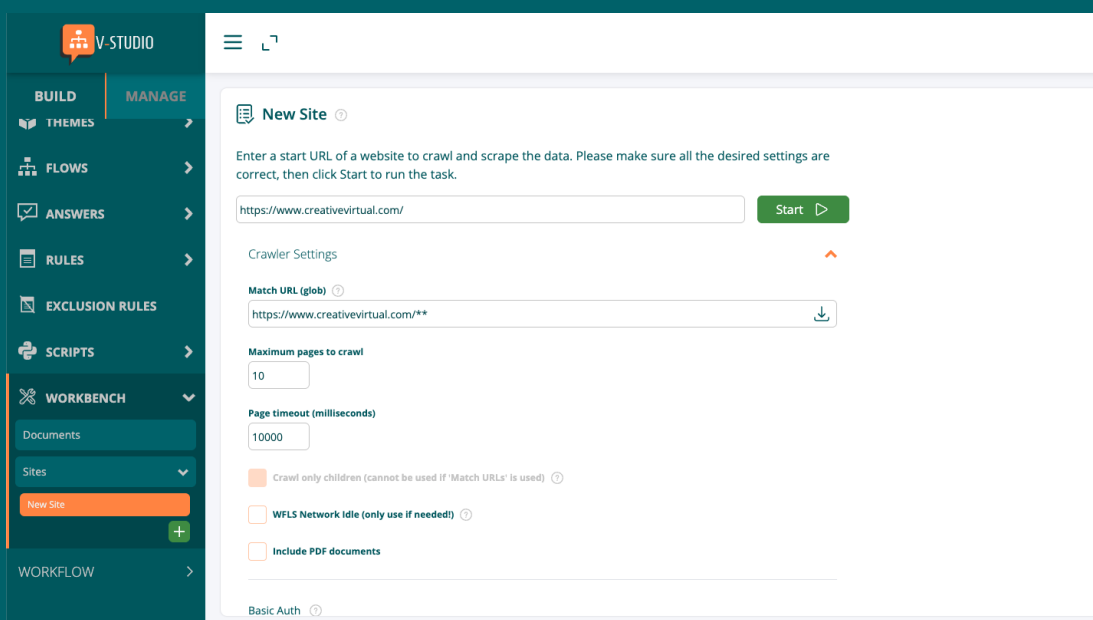 V-STUDIO
BUILD
MANAGE
THEMES
FLOWS
ANSWERS
RULES
EXCLUSION RULES
SCRIPTS
WORKBENCH
Documents
Sites
New Site
WORKFLOW
New Site
Enter a start URL of a website to crawl and scrape the data. Please make sure all the desired settings are
correct, then click Start to run the task.
https://www.creativevirtual.com/
Start
Crawler Settings
Match URL (glob)
https://www.creativevirtual.com/**
Maximum pages to crawl
10
Page timeout (milliseconds)
10000
Crawl only children (cannot be used if 'Match URLs' is used)
WFLS Network Idle (only use if needed!)
Include PDF documents
Basic Auth